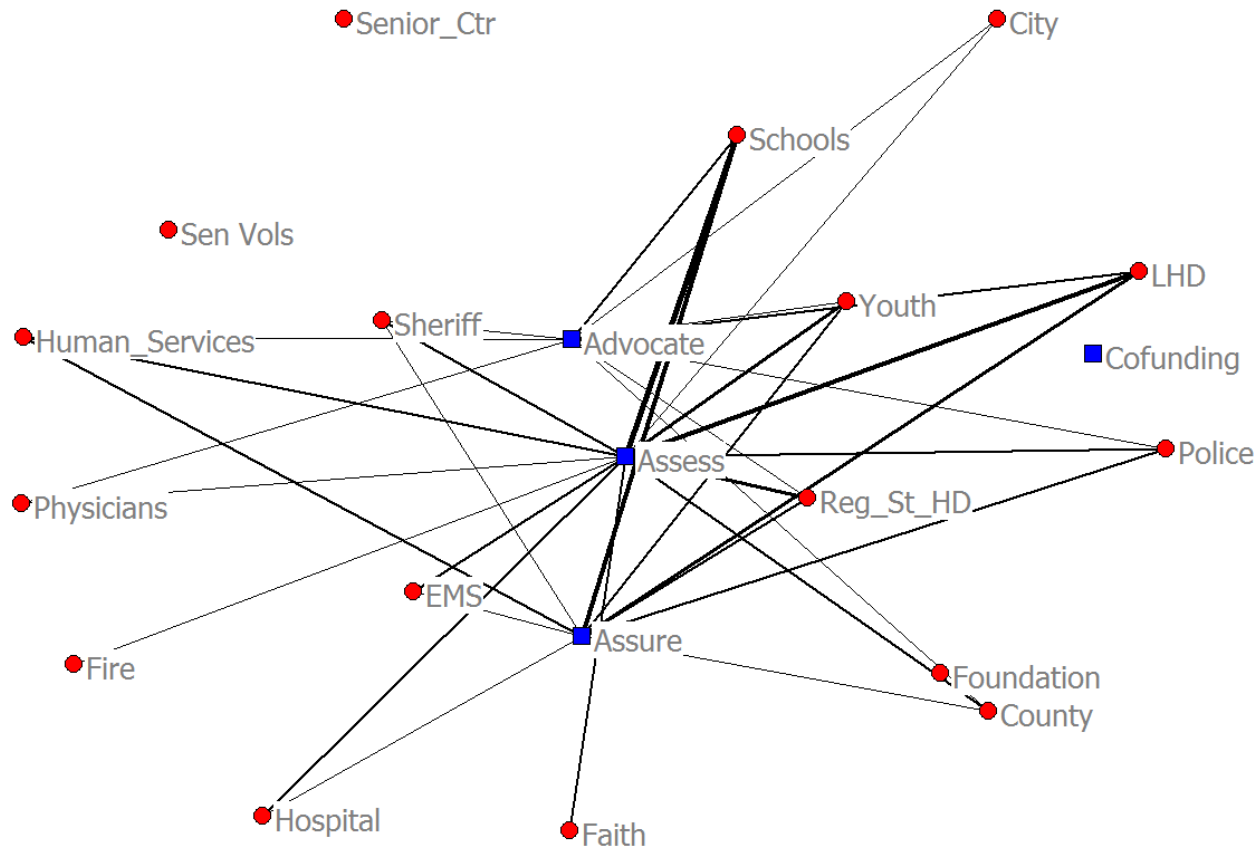 Senior_Ctr
City
Schools
Sen Vols
LHD
Youth
Sheriff
Human_Services
Advocate
Cofunding
Police
Assess
Reg_St_HD
Physicians
EMS
Assure
Fire
Foundation
County
Hospital
Faith